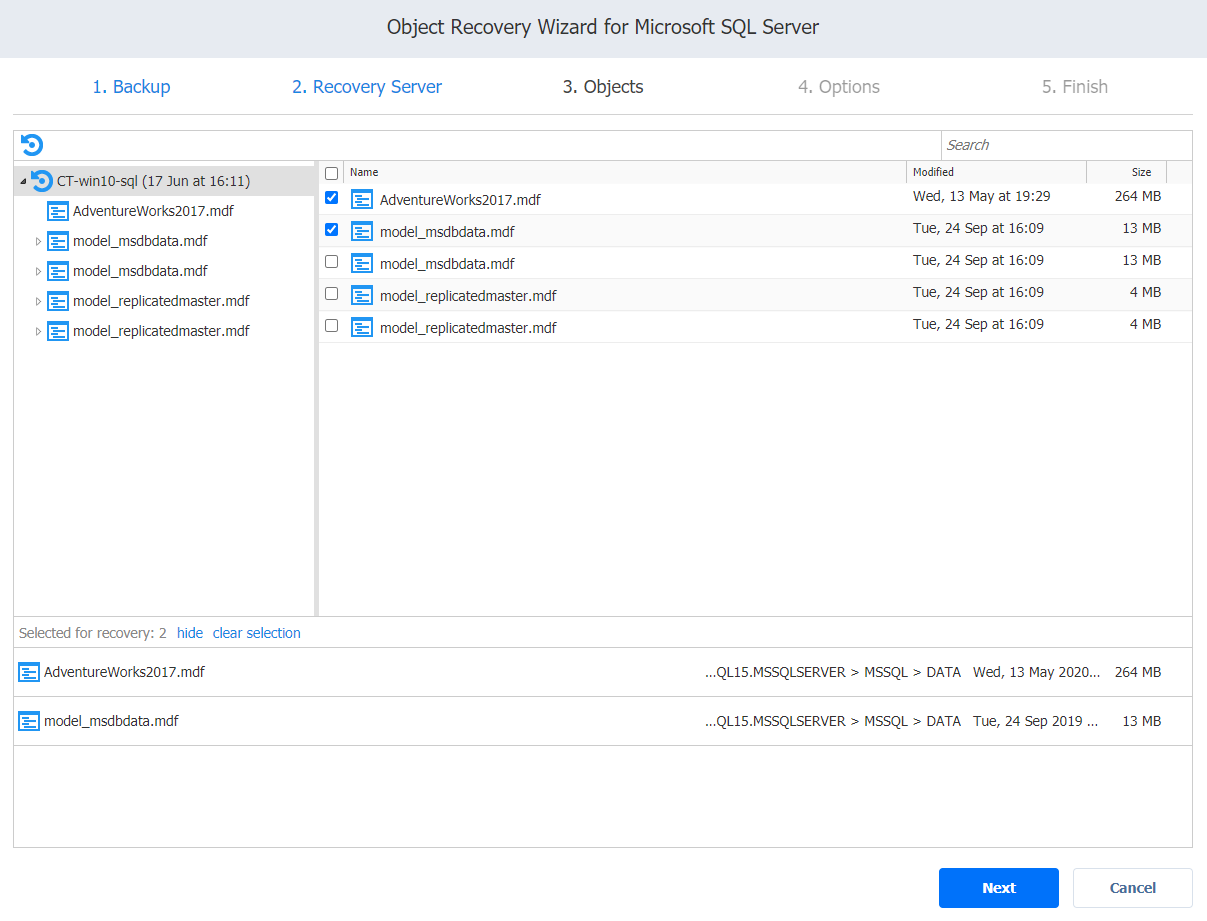 Object Recovery Wizard for Microsoft SQL Server
1. Backup 2. Recovery Server 3. Objects 4. Options 5. Finish
Search
CT-win10-sql (17 Jun at 16:11)
AdventureWorks2017.mdf
model_msdbdata.mdf
model_msdbdata.mdf
model_replicatedmaster.mdf
model_replicatedmaster.mdf
Name Modified Size
AdventureWorks2017.mdf Wed, 13 May at 19:29 264 MB
model_msdbdata.mdf Tue, 24 Sep at 16:09 13 MB
model_msdbdata.mdf Tue, 24 Sep at 16:09 13 MB
model_replicatedmaster.mdf Tue, 24 Sep at 16:09 4 MB
model_replicatedmaster.mdf Tue, 24 Sep at 16:09 4 MB
Selected for recovery: 2 hide clear selection
AdventureWorks2017.mdf ...QL15.MSSQLSERVER > MSSQL > DATA Wed, 13 May 2020... 264 MB
model_msdbdata.mdf ...QL15.MSSQLSERVER > MSSQL > DATA Tue, 24 Sep 2019 ... 13 MB
Next Cancel